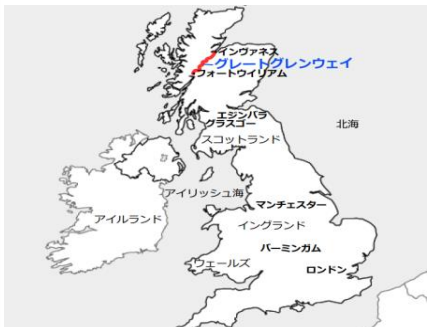 インヴァネス
グレートグレンウェイ
フォートウイリアム
エジンバラ
グラスゴー
スコットランド
北海
アイリッシュ海
マンチェスター
アイルランド
イングランド
バーミンガム
ウェールズ
ロンドン